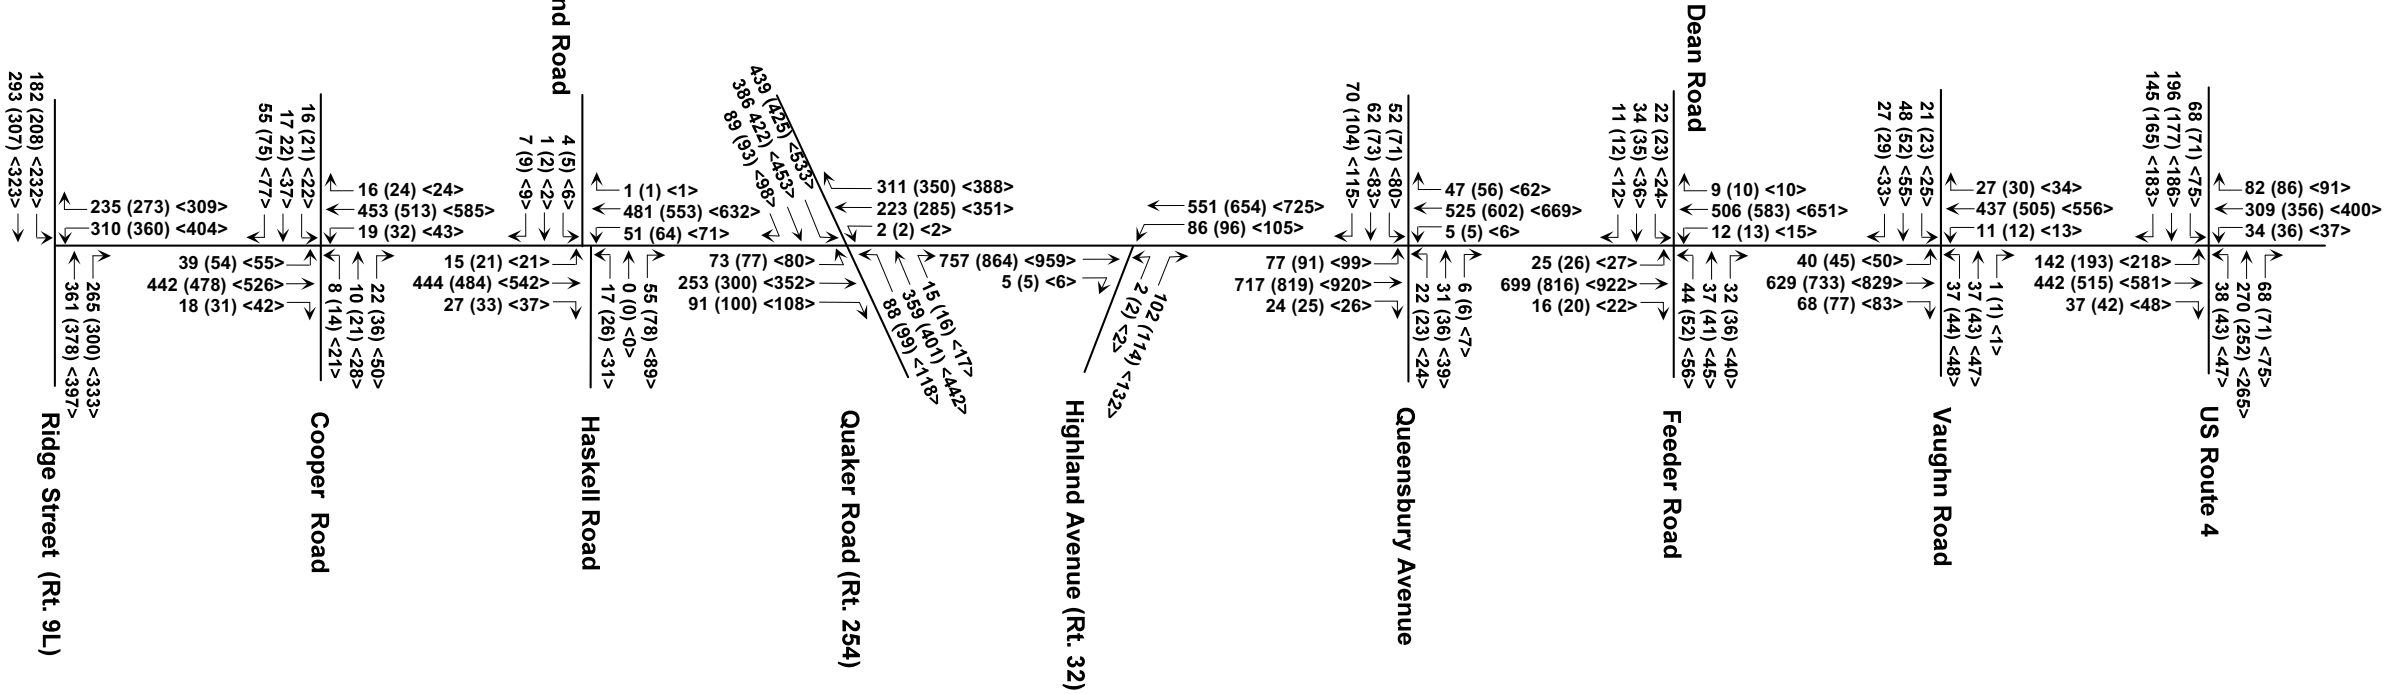 nd Road
Dean Road
293 (307) <323>
182 (208) <232>
235 (273) <309>
310 (360) <404>
361 (378) <397>
265 (300) <333>
Ridge Street (Rt. 9L)
55 (75) <77>
17 22) <37>
16 (21) <22>
16 (24) <24>
453 (513) <585>
19 (32) <43>
39 (54) <55>
442 (478) <526>
18 (31) <42>
8 (14) <21>
10 (21) <28>
22 (36) <50>
Cooper Road
7 (9) <9>
1 (2) <2>
4 (5) <6>
1 (1) <1>
481 (553) <632>
51 (64) <71>
15 (21) <21>
444 (484) <542>
27 (33) <37>
17 (26) <31>
0 (0) <0>
55 (78) <89>
Haskell Road
89 (93) <98>
386 422) <453>
439 (425) <533>
311 (350) <388>
223 (285) <351>
2 (2) <2>
73 (77) <80>
253 (300) <352>
91 (100) <108>
88 (99) <118>
359 (401) <442>
15 (16) <17>
Quaker Road (Rt. 254)
551 (654) <725>
86 (96) <105>
757 (864) <959>
5 (5) <6>
2 (2) <2>
102 (114) <132>
Highland Avenue (Rt. 32)
70 (104) <115>
62 (73) <83>
52 (71) <80>
47 (56) <62>
525 (602) <669>
5 (5) <6>
77 (91) <99>
717 (819) <920>
24 (25) <26>
22 (23) <24>
31 (36) <39>
6 (6) <7>
Queensbury Avenue
11 (12) <12>
34 (35) <36>
22 (23) <24>
9 (10) <10>
506 (583) <651>
12 (13) <15>
25 (26) <27>
699 (816) <922>
16 (20) <22>
44 (52) <56>
37 (41) <45>
32 (36) <40>
Feeder Road
27 (29) <33>
48 (52) <55>
21 (23) <25>
27 (30) <34>
437 (505) <556>
11 (12) <13>
40 (45) <50>
629 (733) <829>
68 (77) <83>
37 (44) <48>
37 (43) <47>
1 (1) <1>
Vaughn Road
145 (165) <183>
196 (177) <186>
68 (71) <75>
82 (86) <91>
309 (356) <400>
34 (36) <37>
142 (193) <218>
442 (515) <581>
37 (42) <48>
38 (43) <47>
270 (252) <265>
68 (71) <75>
US Route 4